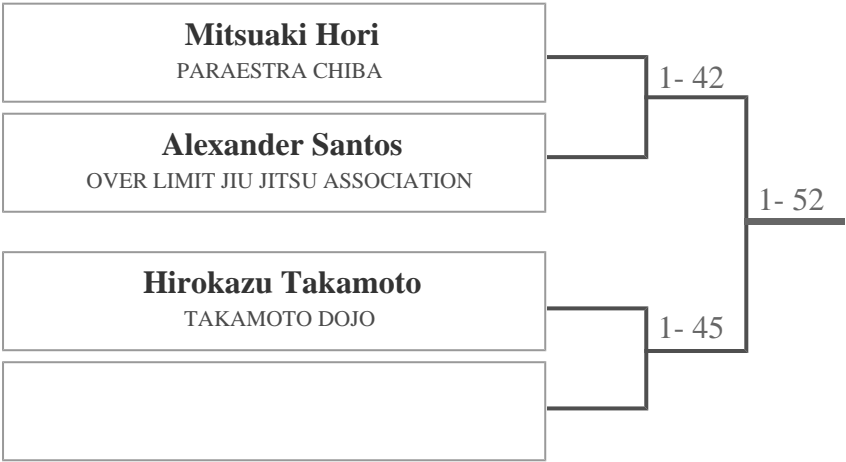 Mitsuaki Hori
PARAESTRA CHIBA
1- 42
Alexander Santos
OVER LIMIT JIU JITSU ASSOCIATION
1- 52
Hirokazu Takamoto
TAKAMOTO DOJO
1- 45